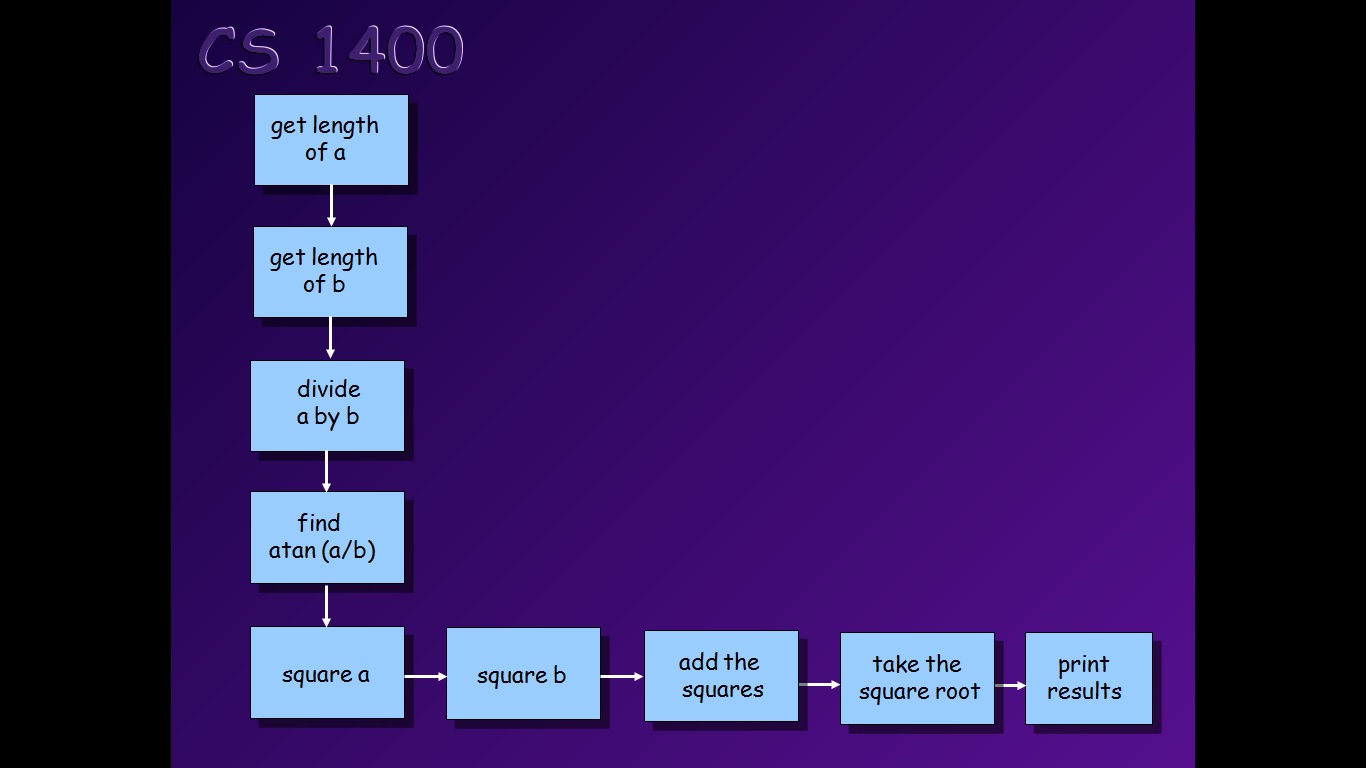 CS 1400
get length
of a
get length
of b
divide
a by b
find
atan (a/b)
square a
square b
add the
squares
take the
square root
print
results